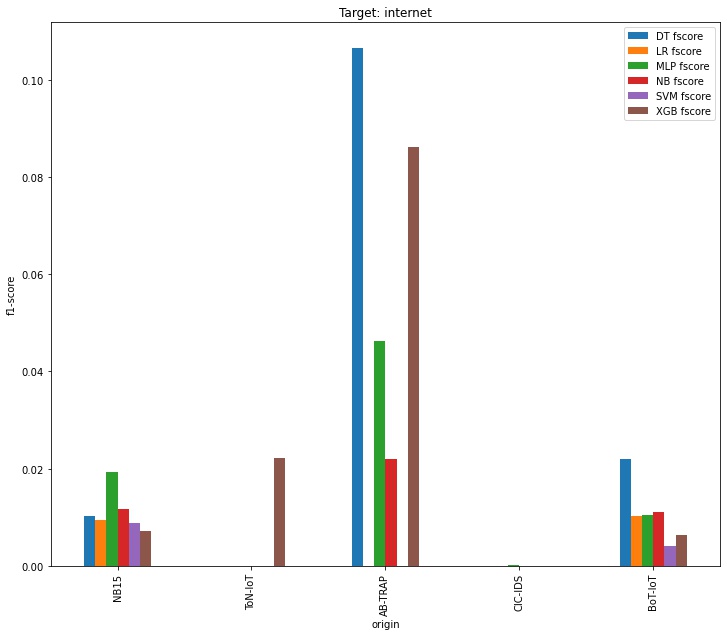 Target: internet
DT fscore
LR fscore
MLP fscore
NB fscore
SVM fscore
XGB fscore
0.10
0.08
0.06
0.04
0.02
0.00
f1-score
NB15
ToN-IoT
AB-TRAP
CIC-IDS
BoT-IoT
origin